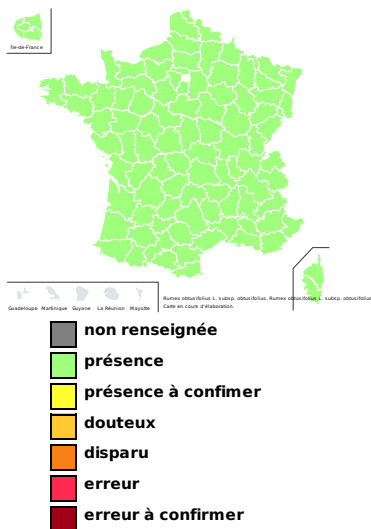 Île-de-France
Guadeloupe Martinique Guyane La Réunion Mayotte
Rumex obtusifolius L. subsp. obtusifolius, Rumex obtusifolius L. subsp. obtusifolius
Carte en cours d'élaboration.
non renseignée
présence
présence à confimer
douteux
disparu
erreur
erreur à confirmer